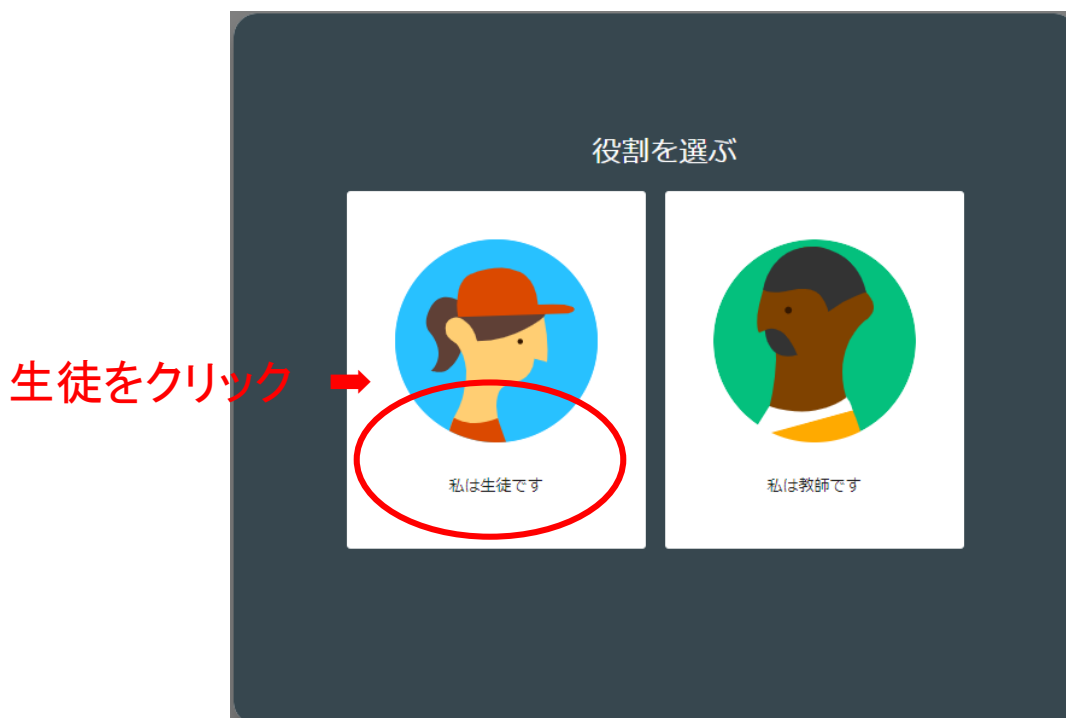 役割を選ぶ
生徒をクリック
私は生徒です
私は教師です